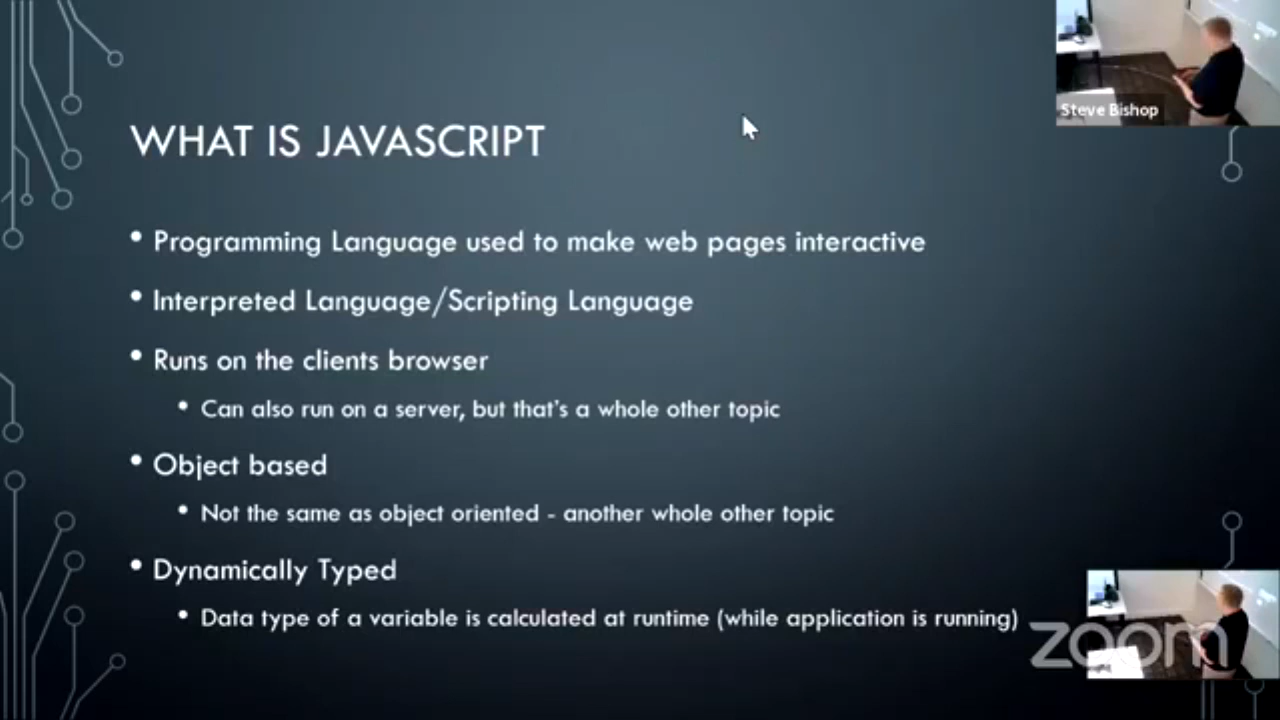 Steve Bishop
WHAT IS JAVASCRIPT
• Programming Language used to make web pages interactive
• Interpreted Language/Scripting Language
• Runs on the clients browser
• Can also run on a server, but that's a whole other topic
• Object based
• Not the same as object oriented - another whole other topic
• Dynamically Typed
• Data type of a variable is calculated at runtime (while application is running)
zoom